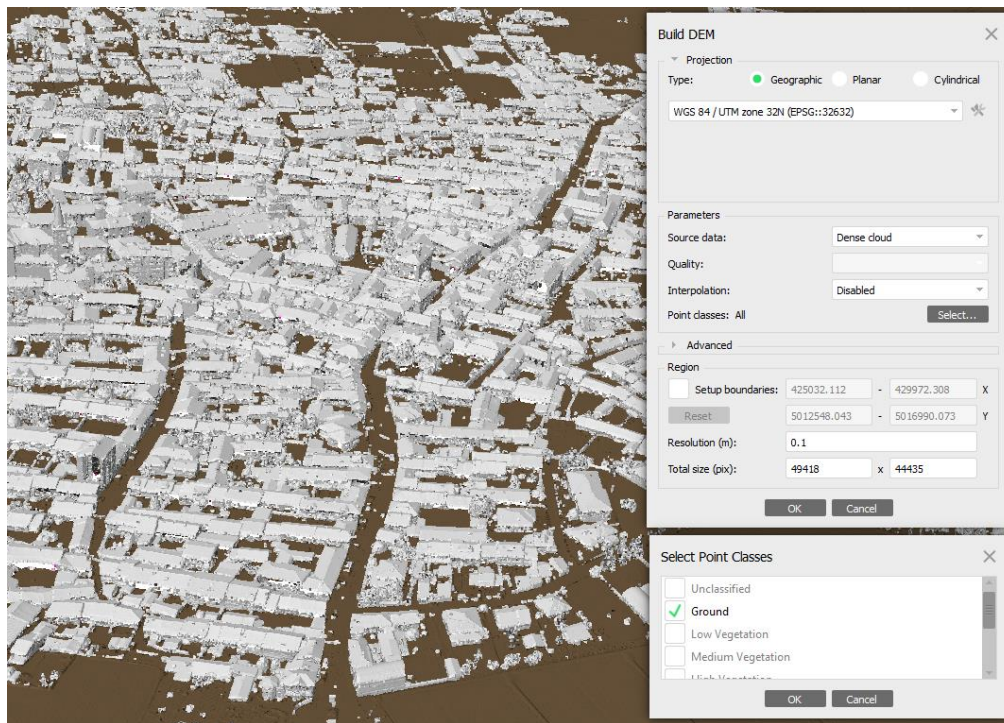 Build DEM
Projection
Type: Geographic Planar Cylindrical
WGS 84 / UTM zone 32N (EPSG::32632)
Parameters
Source data: Dense cloud
Quality:
Interpolation: Disabled
Point classes: All Select...
Advanced
Region
Setup boundaries: 425032.112 - 429972.308 X
Reset 5012548.043 - 5016990.073 Y
Resolution (m): 0.1
Total size (pix): 49418 x 44435
OK Cancel
Select Point Classes
Unclassified
Ground
Low Vegetation
Medium Vegetation
High Vegetation
OK Cancel